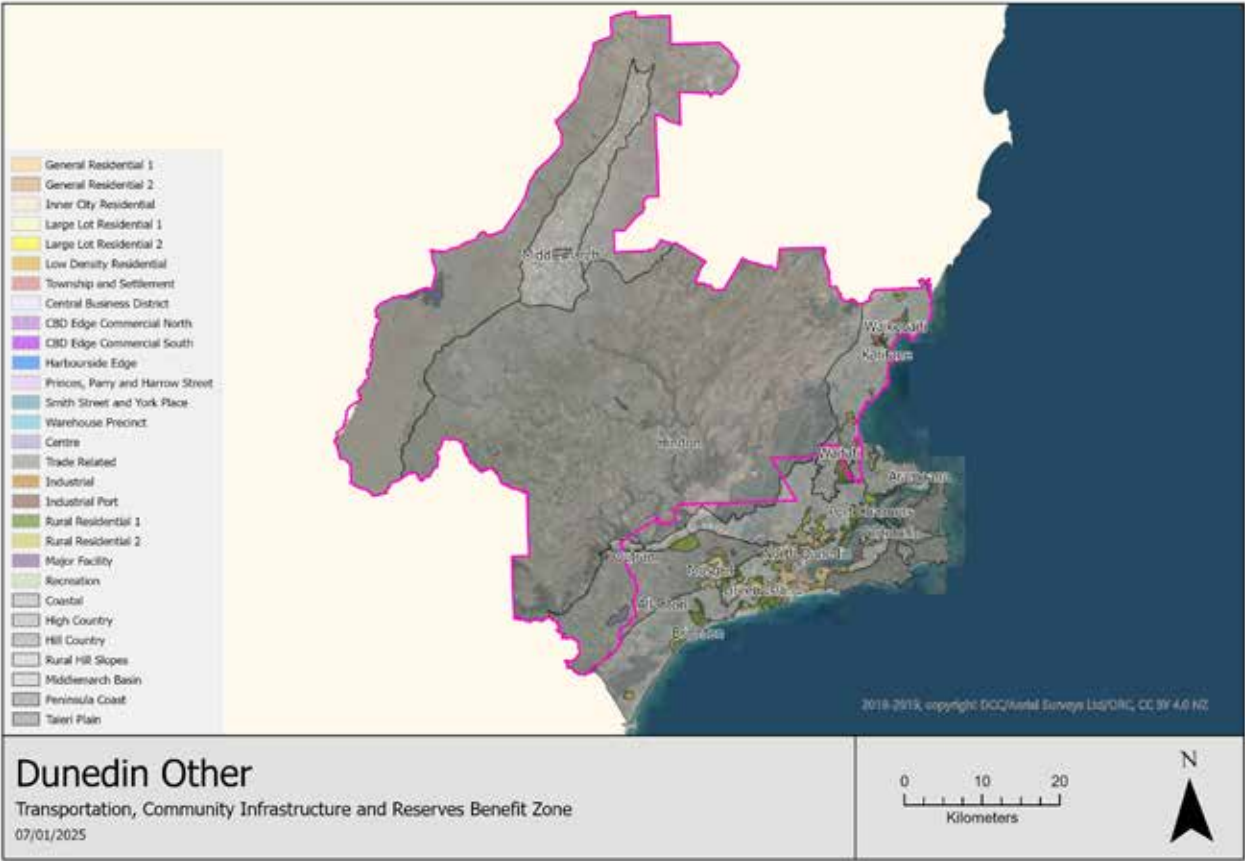 General Residential 1
General Residential 2
Inner City Residential
Large Lot Residential 1
Large Lot Residential 2
Low Density Residential
Township and Settlement
Central Business District
CBD Edge Commercial North
CBD Edge Commercial South
Harbourside Edge
Princes, Parry and Harrow Street
Smith Street and York Place
Warehouse Precinct
Centre
Trade Related
Industrial
Industrial Port
Rural Residential 1
Rural Residential 2
Major Facility
Recreation
Coastal
High Country
Hill Country
Rural Hill Slopes
Middlemarch Basin
Peninsula Coast
Taieri Plain
Middlemarch
Waikouaiti
Karitane
Hindon
Waitati
Aramoana
Port Chalmers
North Dunedin
Outram
Mosgiel
Allanton
Brighton
2018-2019, copyright DCC/Aerial Surveys Ltd/ORC, CC BY 4.0 NZ
Dunedin Other
Transportation, Community Infrastructure and Reserves Benefit Zone
07/01/2025
0 10 20
Kilometers
N